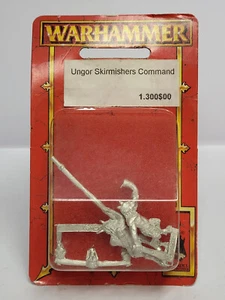 WARHAMMER
Ungor Skirmishers Command
1.300$00